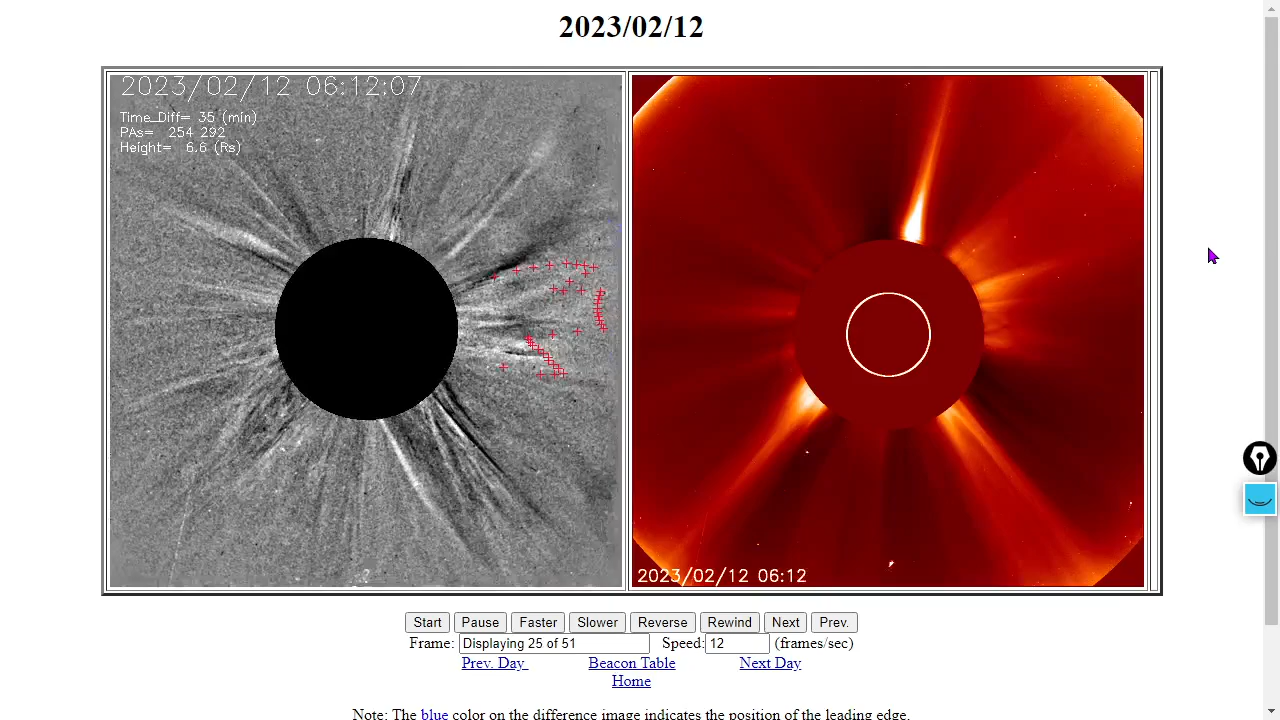 2023/02/12
2023/02/12 06:12:07
Time_Diff= 35 (min)
PAs= 254 292
Height= 6.6 (Rs)
2023/02/12 06:12
Start Pause Faster Slower Reverse Rewind Next Prev.
Frame: Displaying 25 of 51 Speed: 12 (frames/sec)
Prev. Day Beacon Table Next Day
Home
Note: The blue color on the difference image indicates the position of the leading edge.